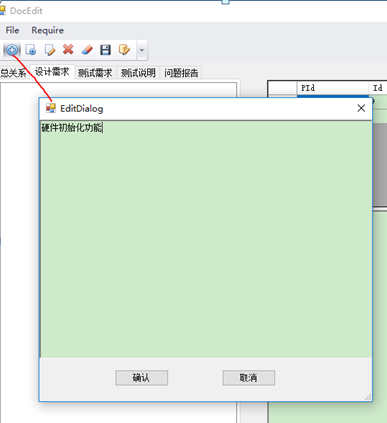 DocEdit
File Require
总关系 设计需求 测试需求 测试说明 问题报告
PId Id
EditDialog
硬件初始化功能
确认 取消